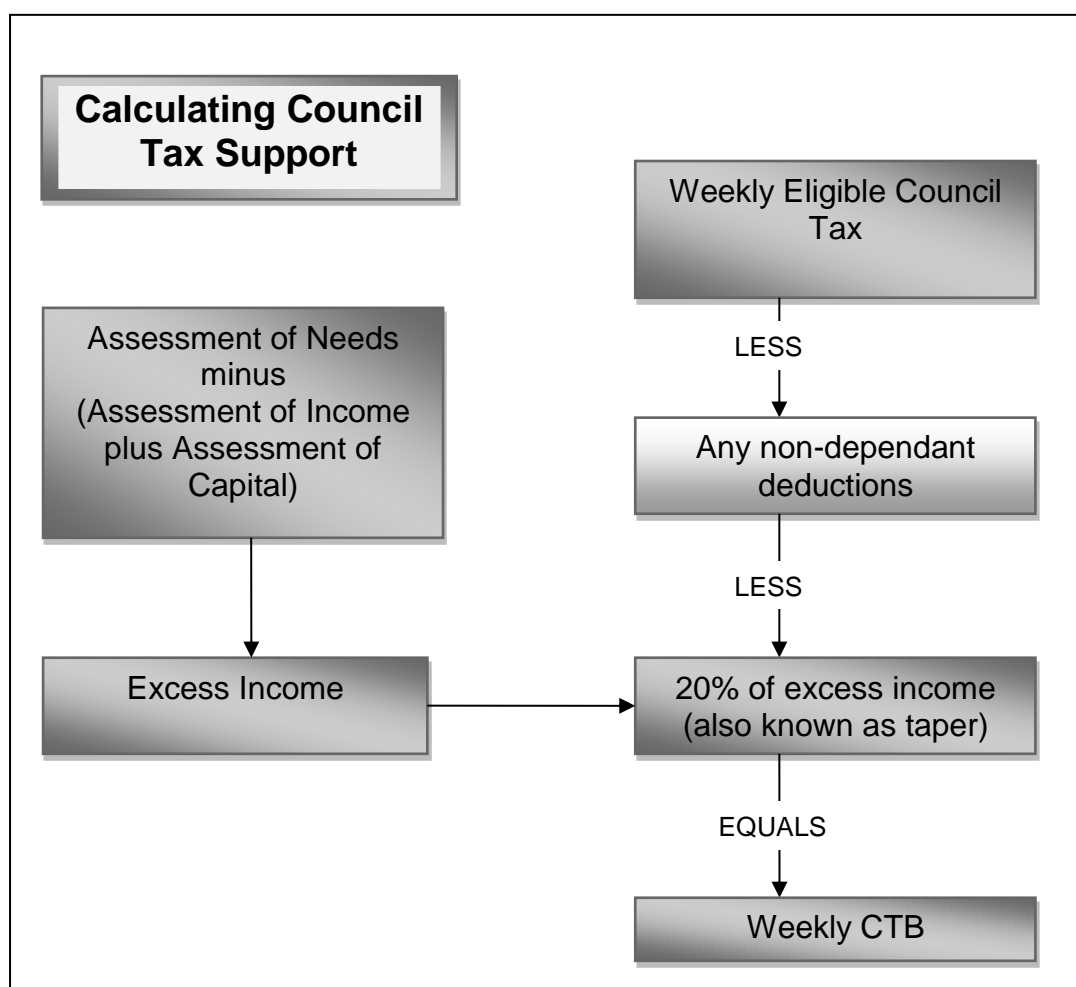 Calculating Council
Tax Support
Weekly Eligible Council
Tax
LESS
Assessment of Needs
minus
(Assessment of Income
plus Assessment of
Capital)
Any non-dependant
deductions
LESS
Excess Income
20% of excess income
(also known as taper)
EQUALS
Weekly CTB